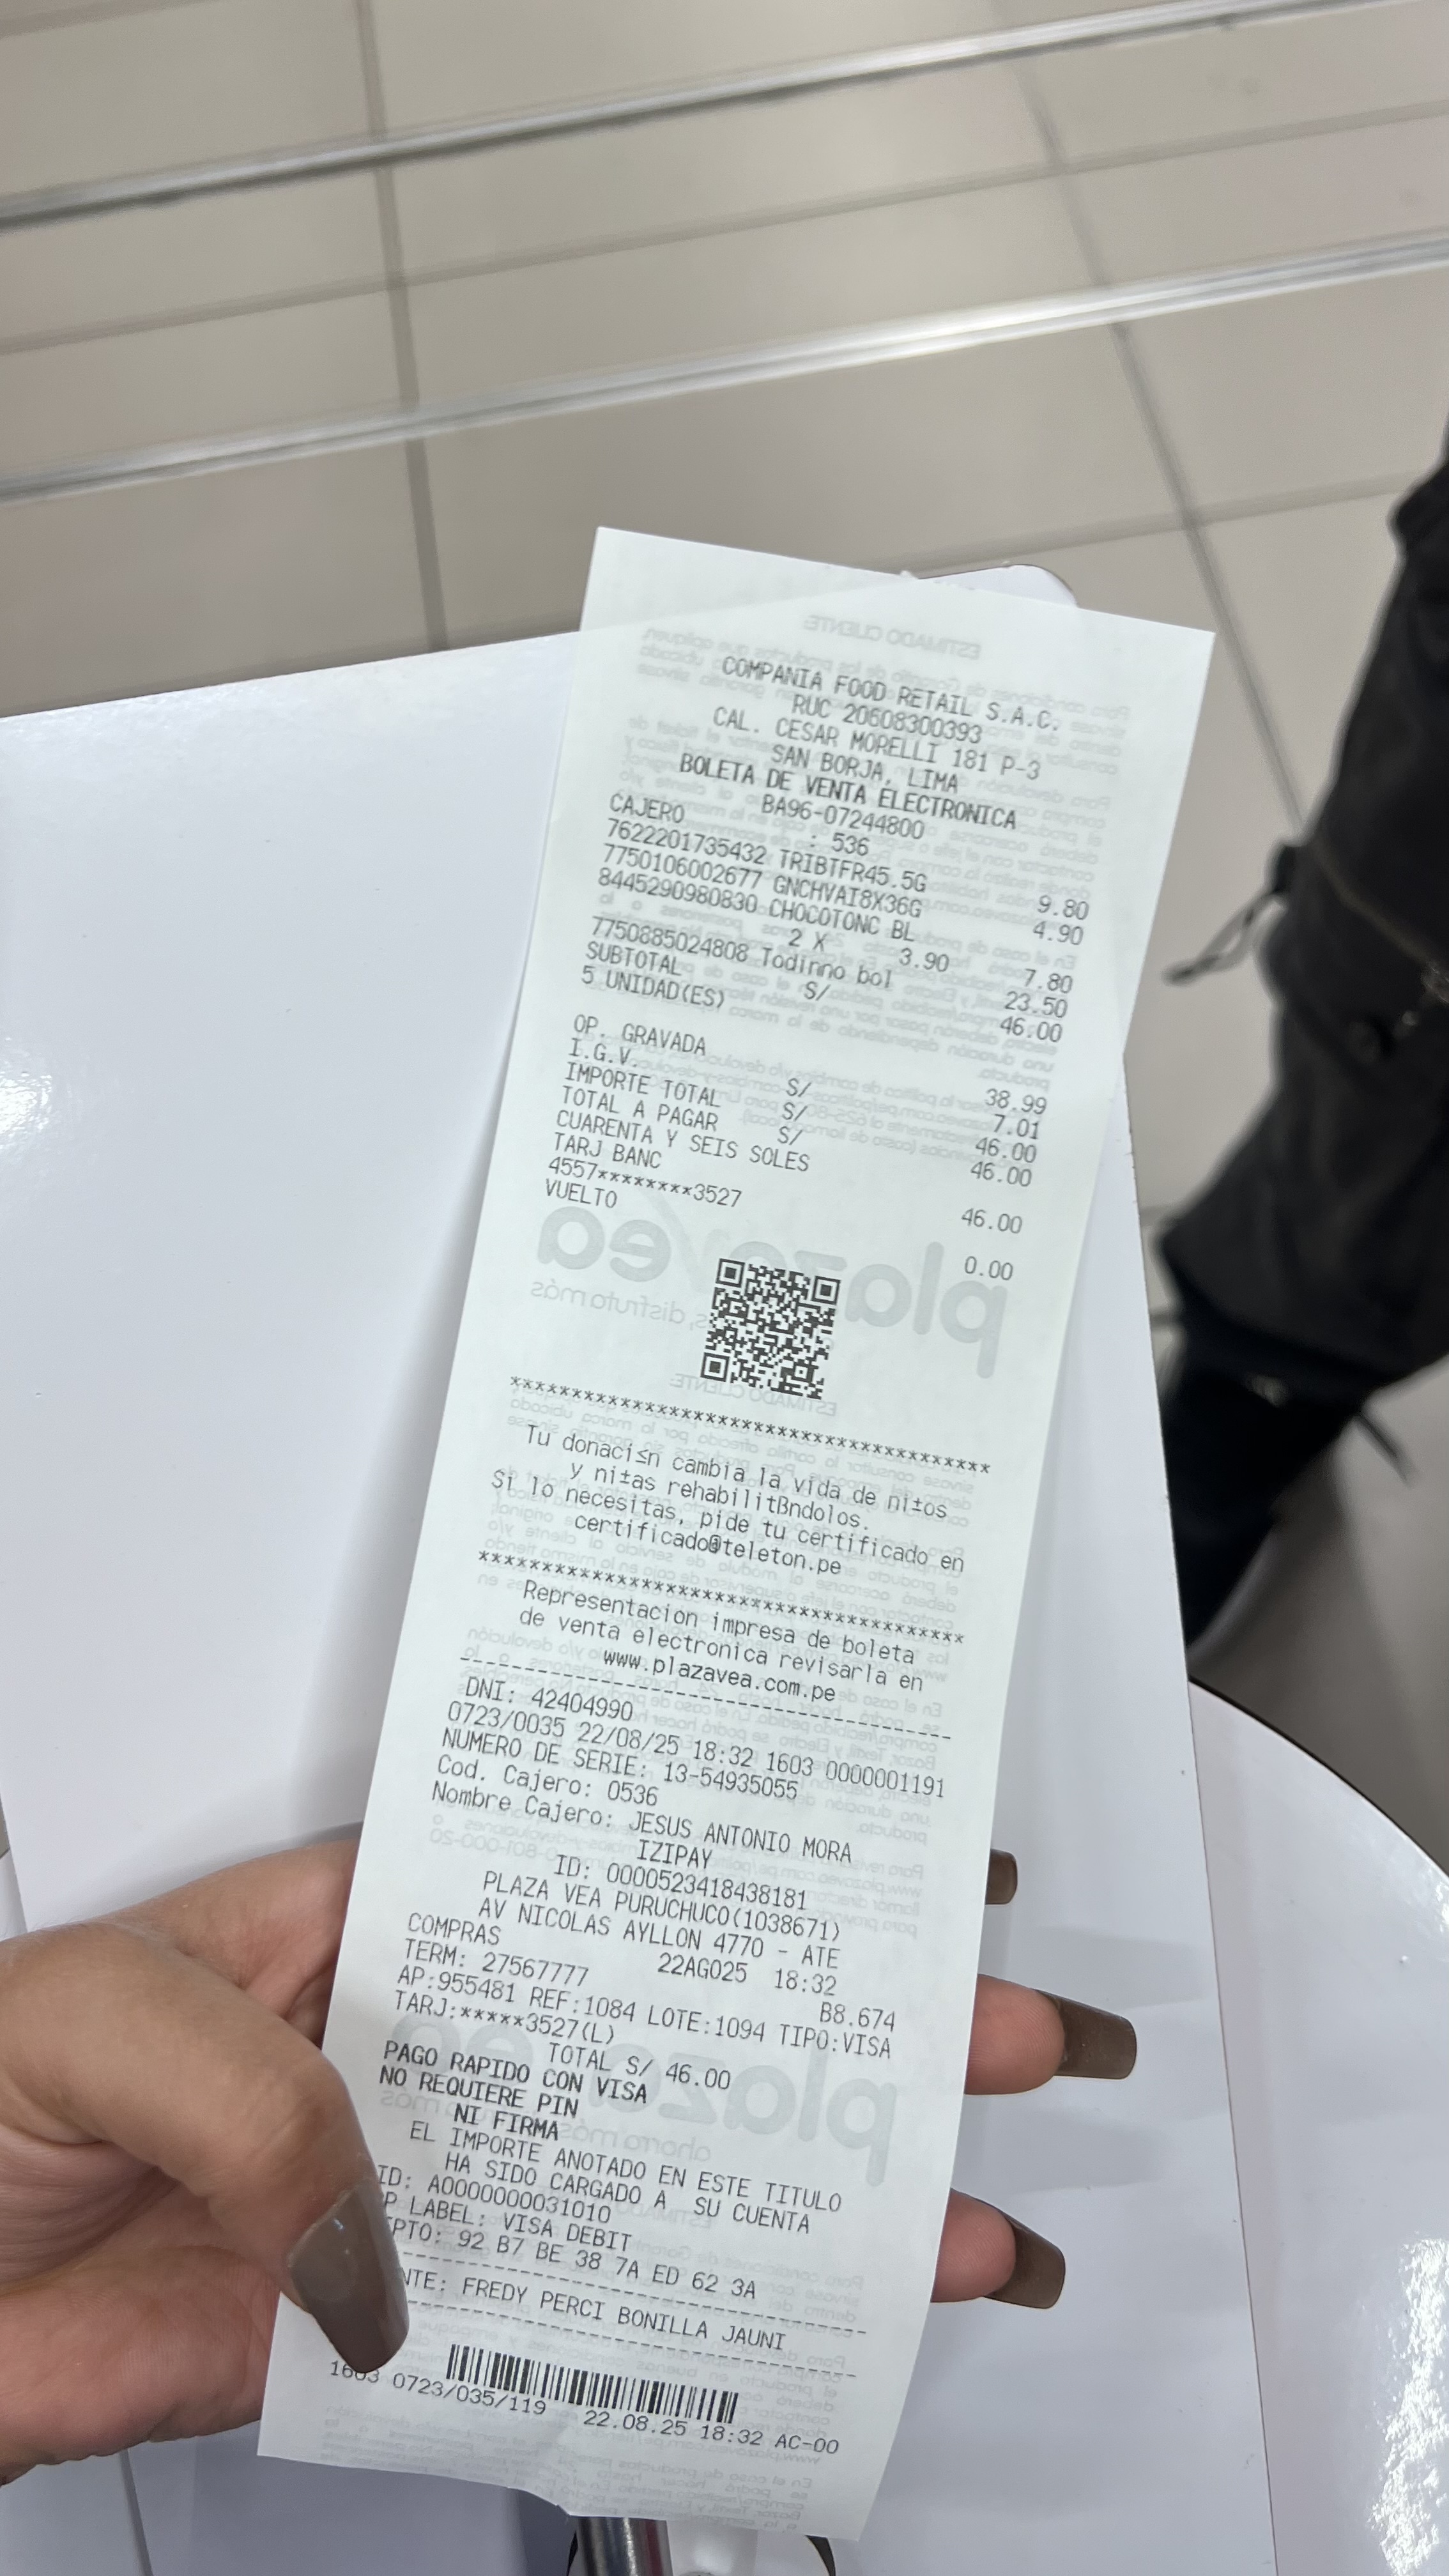 COMPANIA FOOD RETAIL S.A.C.
RUC 20608300393
CAL. CESAR MORELLI 181 P-3
SAN BORJA, LIMA
BOLETA DE VENTA ELECTRONICA
BA96-07244800
CAJERO : 536
7622201735432 TRIBTFR45.5G 9.80
7750106002677 GNCHVAI8X36G 4.90
8445290980830 CHOCOTONC BL
2 X 3.90 7.80
7750885024808 Todinno bol 23.50
SUBTOTAL S/ 46.00
5 UNIDAD(ES)
OP. GRAVADA S/ 38.99
I.G.V. S/ 7.01
IMPORTE TOTAL S/ 46.00
TOTAL A PAGAR 46.00
CUARENTA Y SEIS SOLES
TARJ BANC 46.00
4557********3527
VUELTO 0.00
plazavea
disfruta más
ESTIMADO CLIENTE:
***************************************
Tu donaci≤n cambia la vida de ni±os
y ni±as rehabilitßndolos.
Si lo necesitas, pide tu certificado en
certificado@teleton.pe
***************************************
Representacion impresa de boleta
de venta electronica revisarla en
www.plazavea.com.pe
---------------------------------------
DNI: 42404990
0723/0035 22/08/25 18:32 1603 0000001191
NUMERO DE SERIE: 13-54935055
Cod. Cajero: 0536
Nombre Cajero: JESUS ANTONIO MORA
IZIPAY
ID: 0000523418438181
PLAZA VEA PURUCHUCO(1038671)
AV NICOLAS AYLLON 4770 - ATE
COMPRAS 22AGO25 18:32
TERM: 27567777 B8.674
AP:955481 REF:1084 LOTE:1094 TIPO:VISA
TARJ:*****3527(L)
TOTAL S/ 46.00
PAGO RAPIDO CON VISA
NO REQUIERE PIN
NI FIRMA
EL IMPORTE ANOTADO EN ESTE TITULO
HA SIDO CARGADO A SU CUENTA
ID: A0000000031010
P LABEL: VISA DEBIT
PTO: 92 B7 BE 38 7A ED 62 3A
---------------------------------------
NTE: FREDY PERCI BONILLA JAUNI
---------------------------------------
1603 0723/035/119 22.08.25 18:32 AC-00